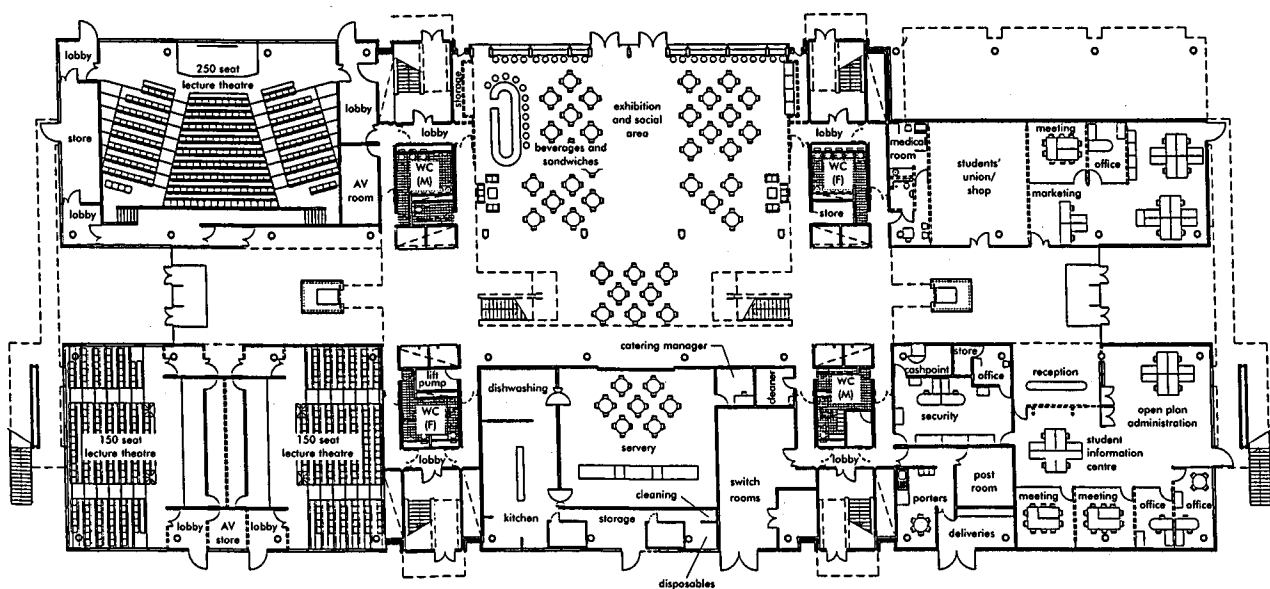 lobby
250 seat
lecture theatre
lobby
store
lobby
AV
room
storage
lobby
WC
(M)
exhibition
and social
area
beverages and
sandwiches
lobby
WC
(F)
store
medical
room
students'
union/
shop
meeting
office
marketing
catering manager
lift
pump
WC
(F)
lobby
dishwashing
servery
cleaner
WC
(M)
lobby
store
cashpoint
office
security
reception
open plan
administration
student
information
centre
150 seat
lecture theatre
150 seat
lecture theatre
lobby
AV
store
lobby
kitchen
cleaning
storage
switch
rooms
disposables
porters
post
room
deliveries
meeting
meeting
office
office